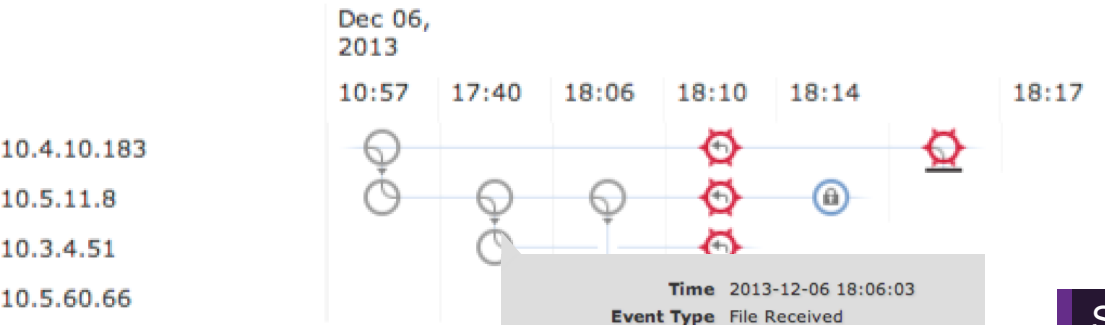 Dec 06,
2013
10:57 17:40 18:06 18:10 18:14 18:17
10.4.10.183
10.5.11.8
10.3.4.51
10.5.60.66
Time 2013-12-06 18:06:03
Event Type File Received
S